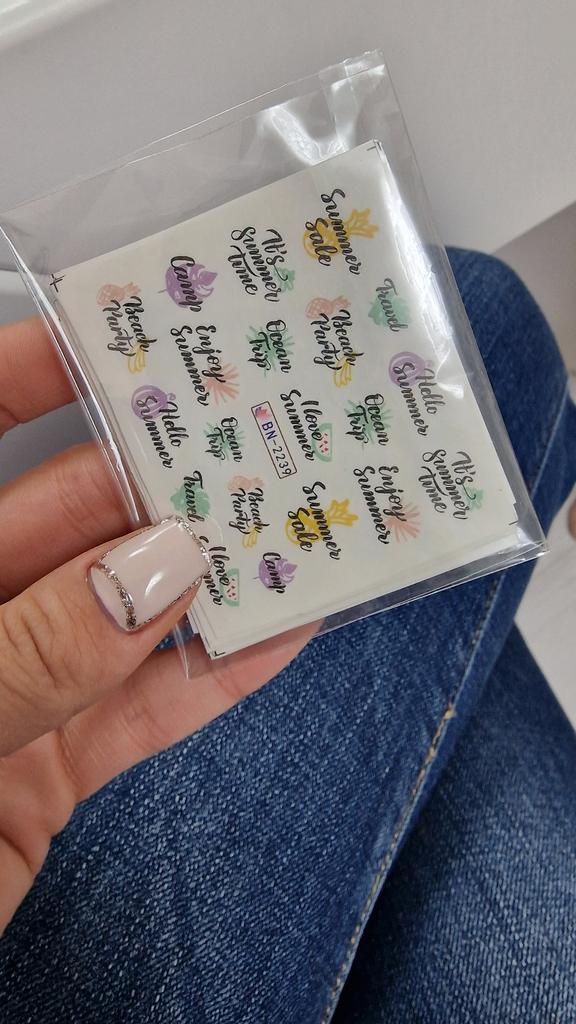 Summer
Sale
It's
Summer
Time
Camp
Travel
Beach
Party
Enjoy
Summer
Ocean
Trip
Beach
Party
Hello
Summer
Hello
Summer
Ocean
Trip
BN-2239
I love
Summer
Ocean
Trip
It's
Summer
Time
Travel
Beach
Party
Summer
Sale
Enjoy
Summer
I love
Camp